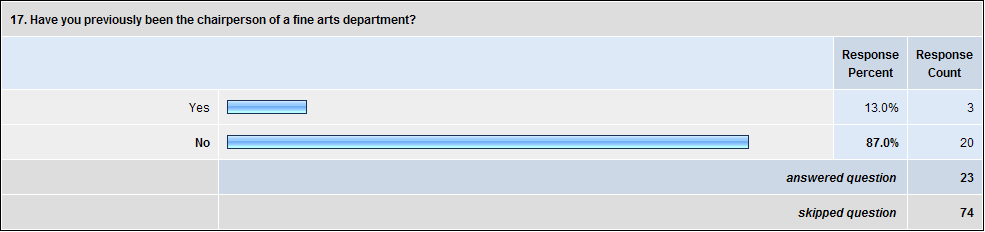 17. Have you previously been the chairperson of a fine arts department?
Response Percent Response Count
Yes 13.0% 3
No 87.0% 20
answered question 23
skipped question 74